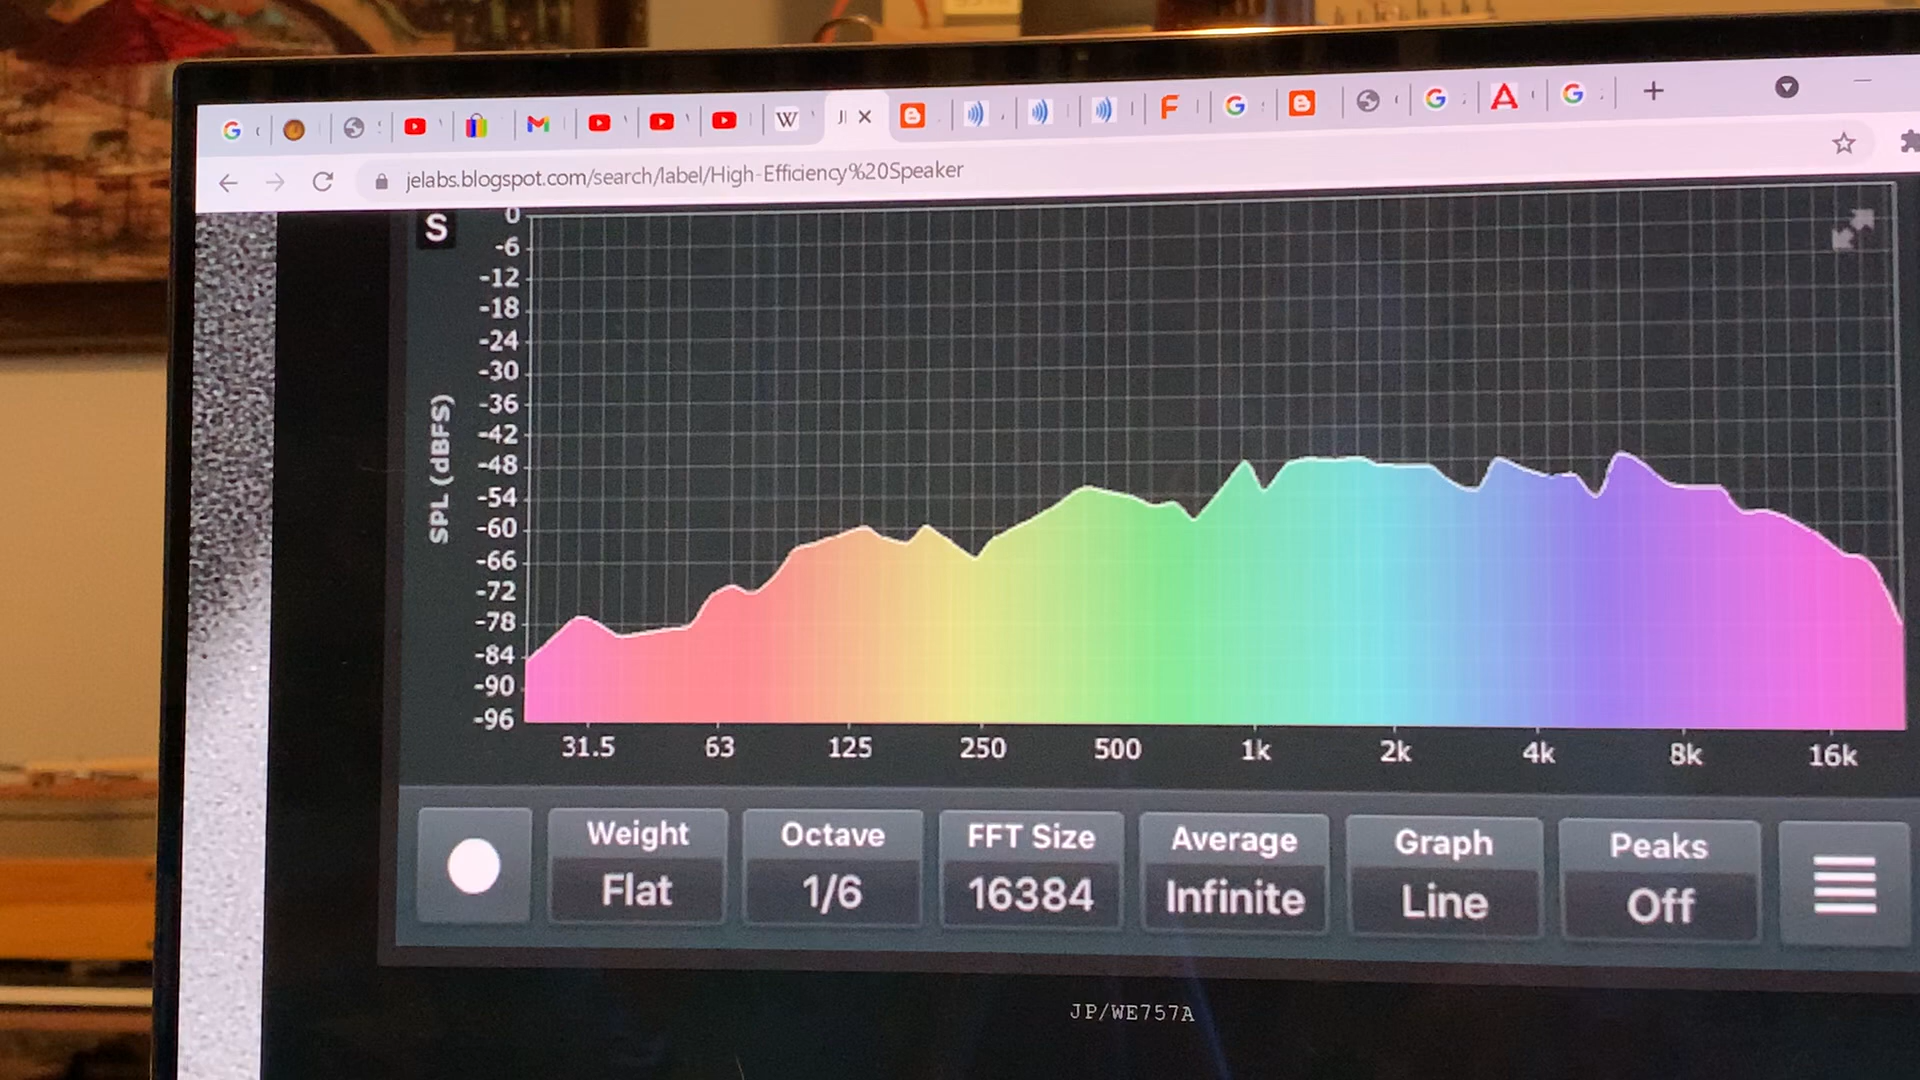 jelabs.blogspot.com/search/label/High-Efficiency%20Speaker
S
0
-6
-12
-18
-24
-30
-36
-42
-48
-54
-60
-66
-72
-78
-84
-90
-96
SPL (dBFS)
31.5 63 125 250 500 1k 2k 4k 8k 16k
Weight Octave FFT Size Average Graph Peaks
Flat 1/6 16384 Infinite Line Off
JP/WE757A